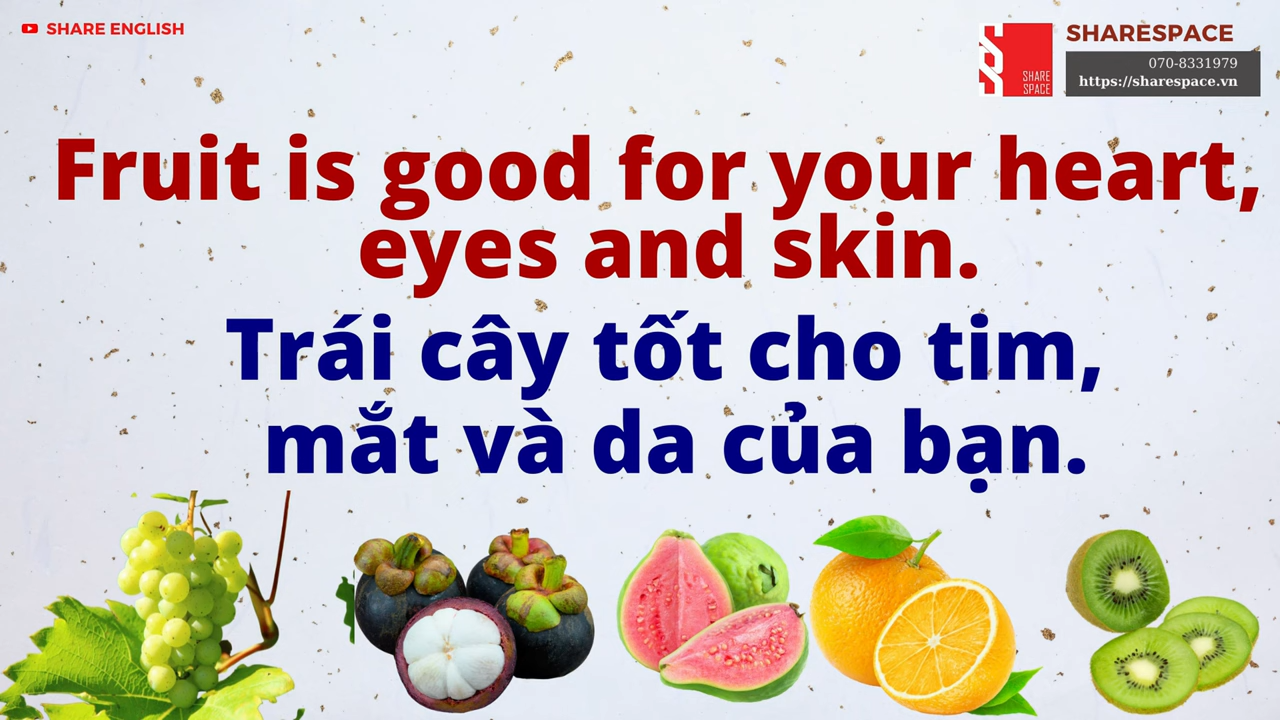 SHARE ENGLISH
SHARESPACE
SHARE
SPACE
070-8331979
https://sharespace.vn
Fruit is good for your heart,
eyes and skin.
Trái cây tốt cho tim,
mắt và da của bạn.